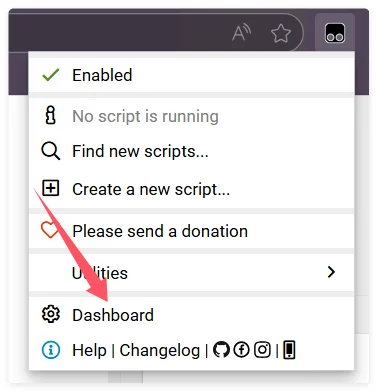 Enabled
No script is running
Find new scripts...
Create a new script...
Please send a donation
Utilities
Dashboard
Help | Changelog |